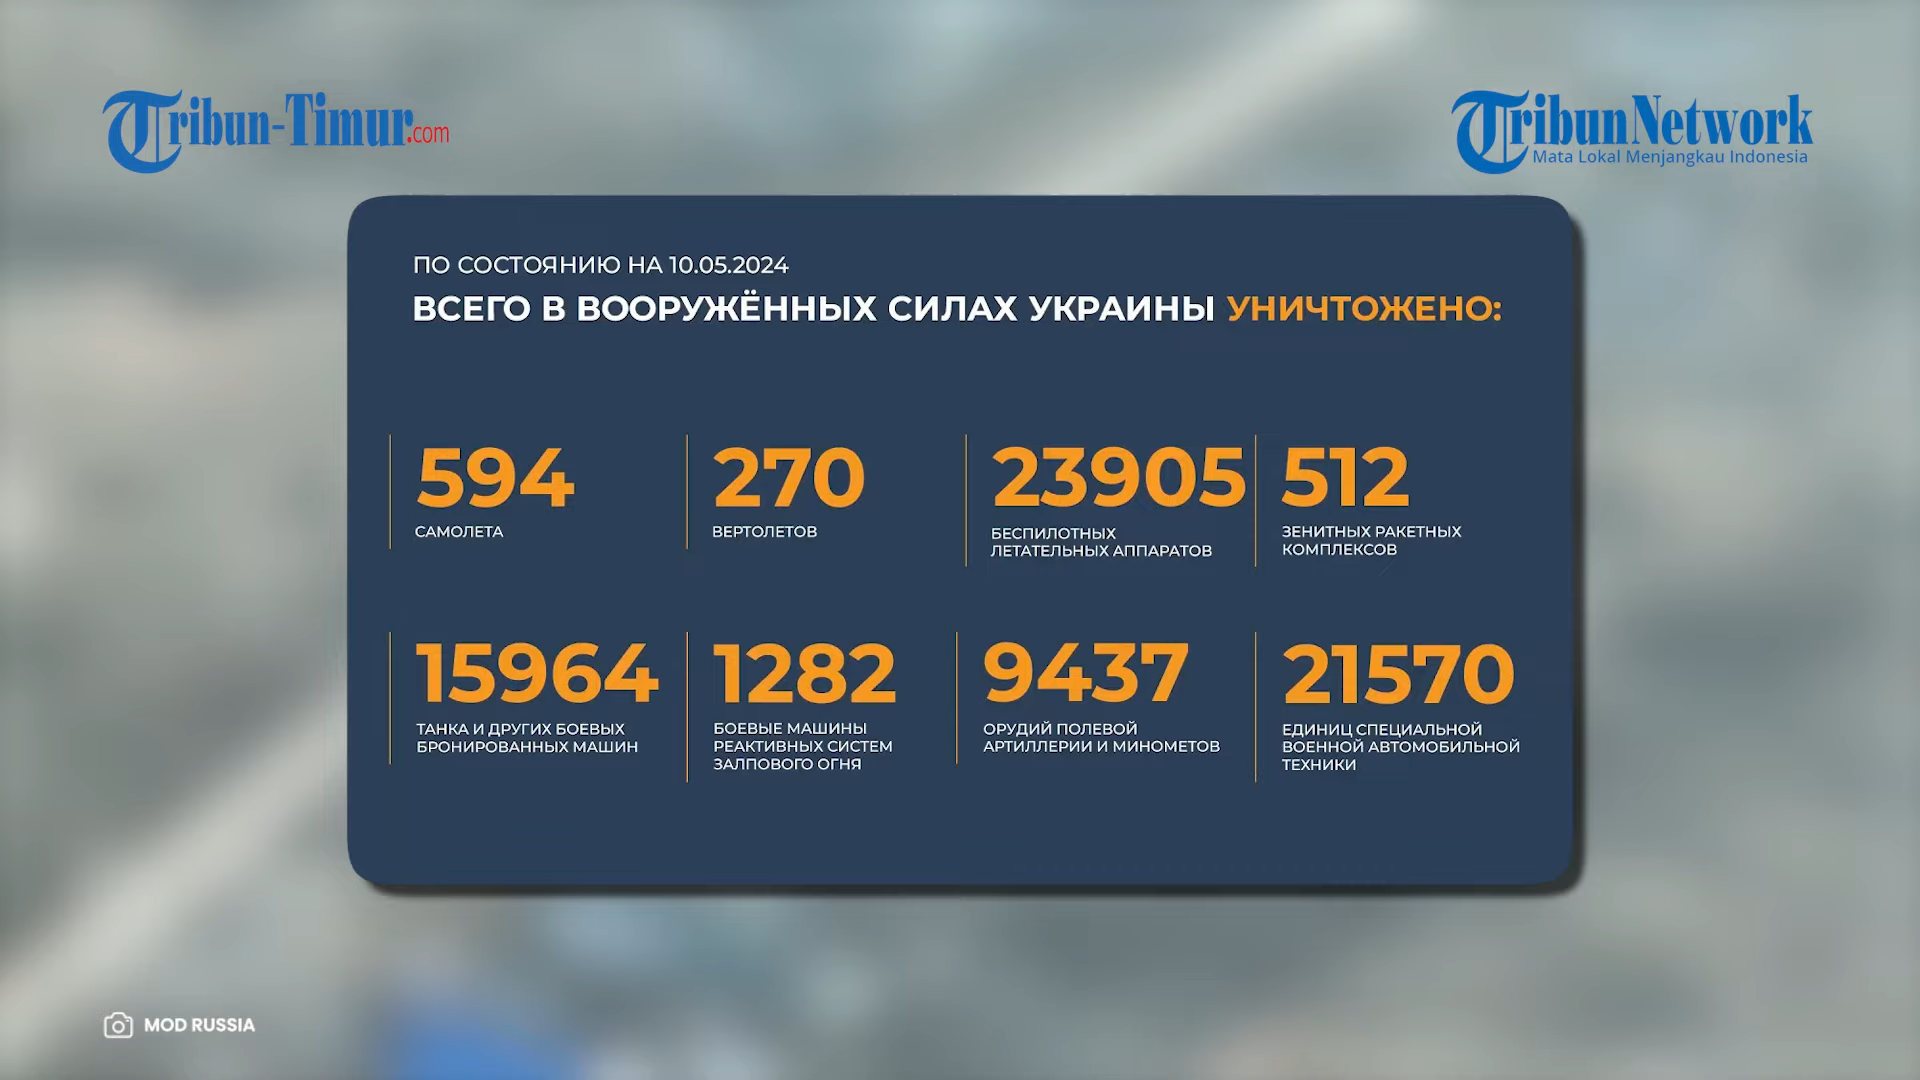 Tribun-Timur.com
TribunNetwork
Mata Lokal Menjangkau Indonesia
ПО СОСТОЯНИЮ НА 10.05.2024
ВСЕГО В ВООРУЖЁННЫХ СИЛАХ УКРАИНЫ УНИЧТОЖЕНО:
594
САМОЛЕТА
270
ВЕРТОЛЕТОВ
23905
БЕСПИЛОТНЫХ
ЛЕТАТЕЛЬНЫХ АППАРАТОВ
512
ЗЕНИТНЫХ РАКЕТНЫХ
КОМПЛЕКСОВ
15964
ТАНКА И ДРУГИХ БОЕВЫХ
БРОНИРОВАННЫХ МАШИН
1282
БОЕВЫЕ МАШИНЫ
РЕАКТИВНЫХ СИСТЕМ
ЗАЛПОВОГО ОГНЯ
9437
ОРУДИЙ ПОЛЕВОЙ
АРТИЛЛЕРИИ И МИНОМЕТОВ
21570
ЕДИНИЦ СПЕЦИАЛЬНОЙ
ВОЕННОЙ АВТОМОБИЛЬНОЙ
ТЕХНИКИ
MOD RUSSIA